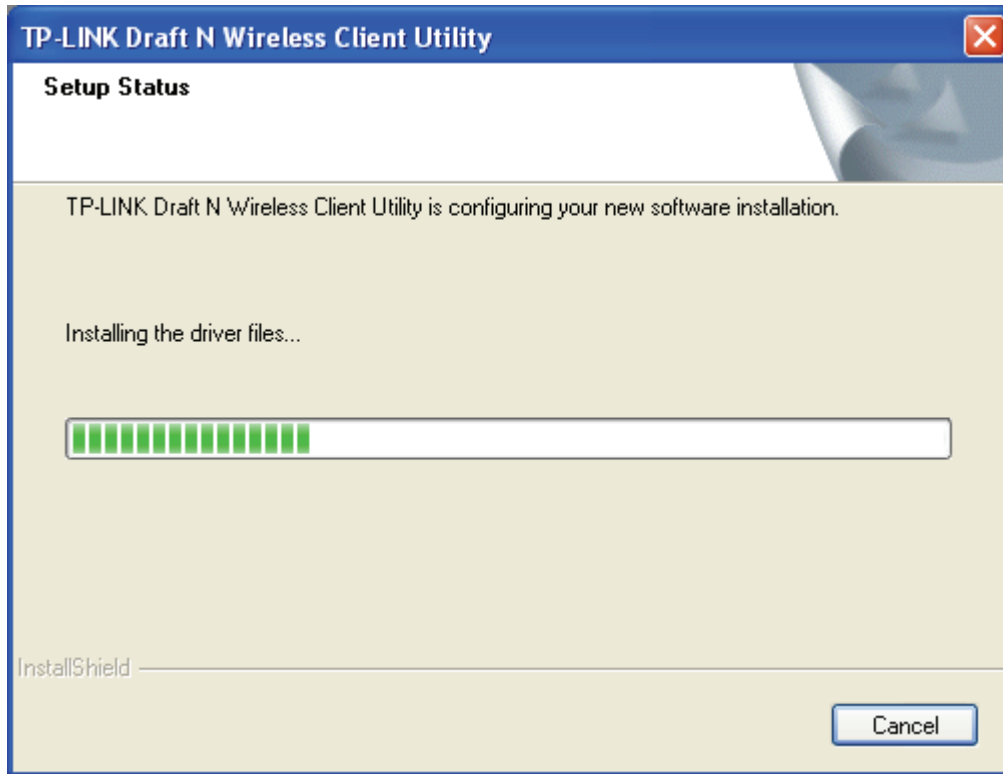 TP-LINK Draft N Wireless Client Utility
Setup Status
TP-LINK Draft N Wireless Client Utility is configuring your new software installation.
Installing the driver files...
InstallShield
Cancel